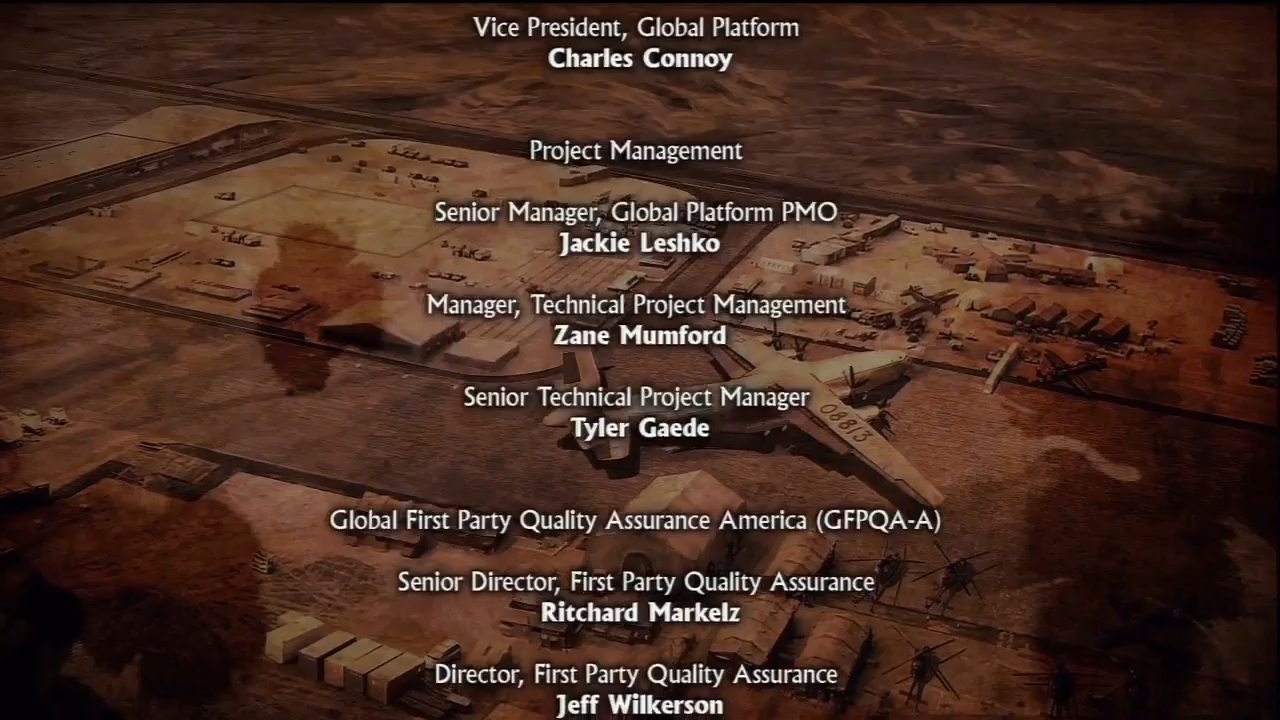 Vice President, Global Platform
Charles Connoy
Project Management
Senior Manager, Global Platform PMO
Jackie Leshko
Manager, Technical Project Management
Zane Mumford
Senior Technical Project Manager
Tyler Gaede
08813
Global First Party Quality Assurance America (GFPQA-A)
Senior Director, First Party Quality Assurance
Ritchard Markelz
Director, First Party Quality Assurance
Jeff Wilkerson